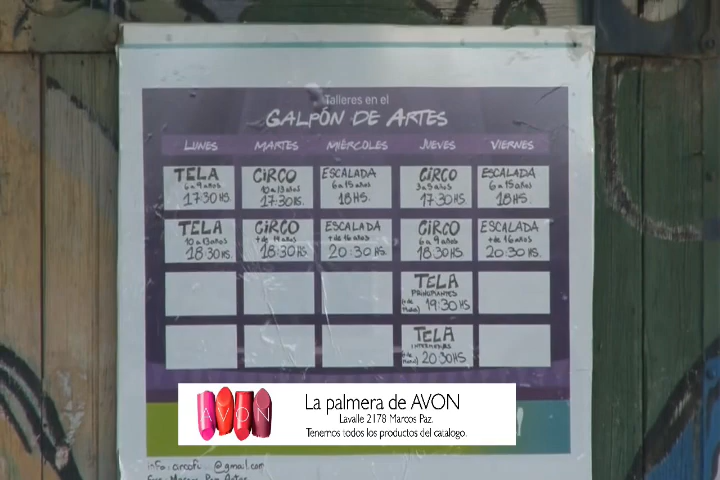 Talleres en el
GALPÓN DE ARTES
LUNES MARTES MIÉRCOLES JUEVES VIERNES
TELA
6 a 9 años
17:30 HS.
CIRCO
10 a 13 años
17:30 HS.
ESCALADA
6 a 15 años
18 HS.
CIRCO
3 a 5 años
17:30 HS.
ESCALADA
6 a 15 años
18 HS.
TELA
10 a 13 años
18:30 HS
CIRCO
+ de 14 años
18:30 HS
ESCALADA
+ de 16 años
20:30 HS.
CIRCO
6 a 9 años
18:30 HS
ESCALADA
+ de 16 años
20:30 HS.
TELA
PRINCIPIANTES
19:30 HS
TELA
20:30 HS
AVON
La palmera de AVON
Lavalle 2178 Marcos Paz.
Tenemos todos los productos del catalogo.
@gmail.com